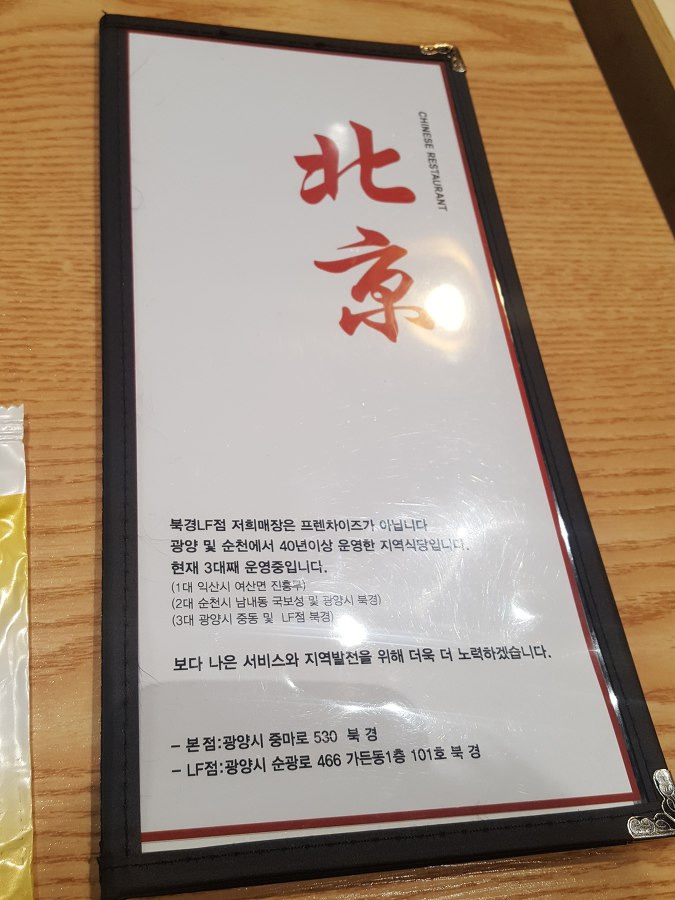 CHINESE RESTAURANT
北京
북경LF점 저희매장은 프렌차이즈가 아닙니다
광양 및 순천에서 40년이상 운영한 지역식당입니다.
현재 3대째 운영중입니다.
(1대 익산시 여산면 진흥루)
(2대 순천시 남내동 국보성 및 광양시 북경)
(3대 광양시 중동 및 LF점 북경)
보다 나은 서비스와 지역발전을 위해 더욱 더 노력하겠습니다.
- 본점:광양시 중마로 530 북 경
- LF점:광양시 순광로 466 가든동1층 101호 북 경